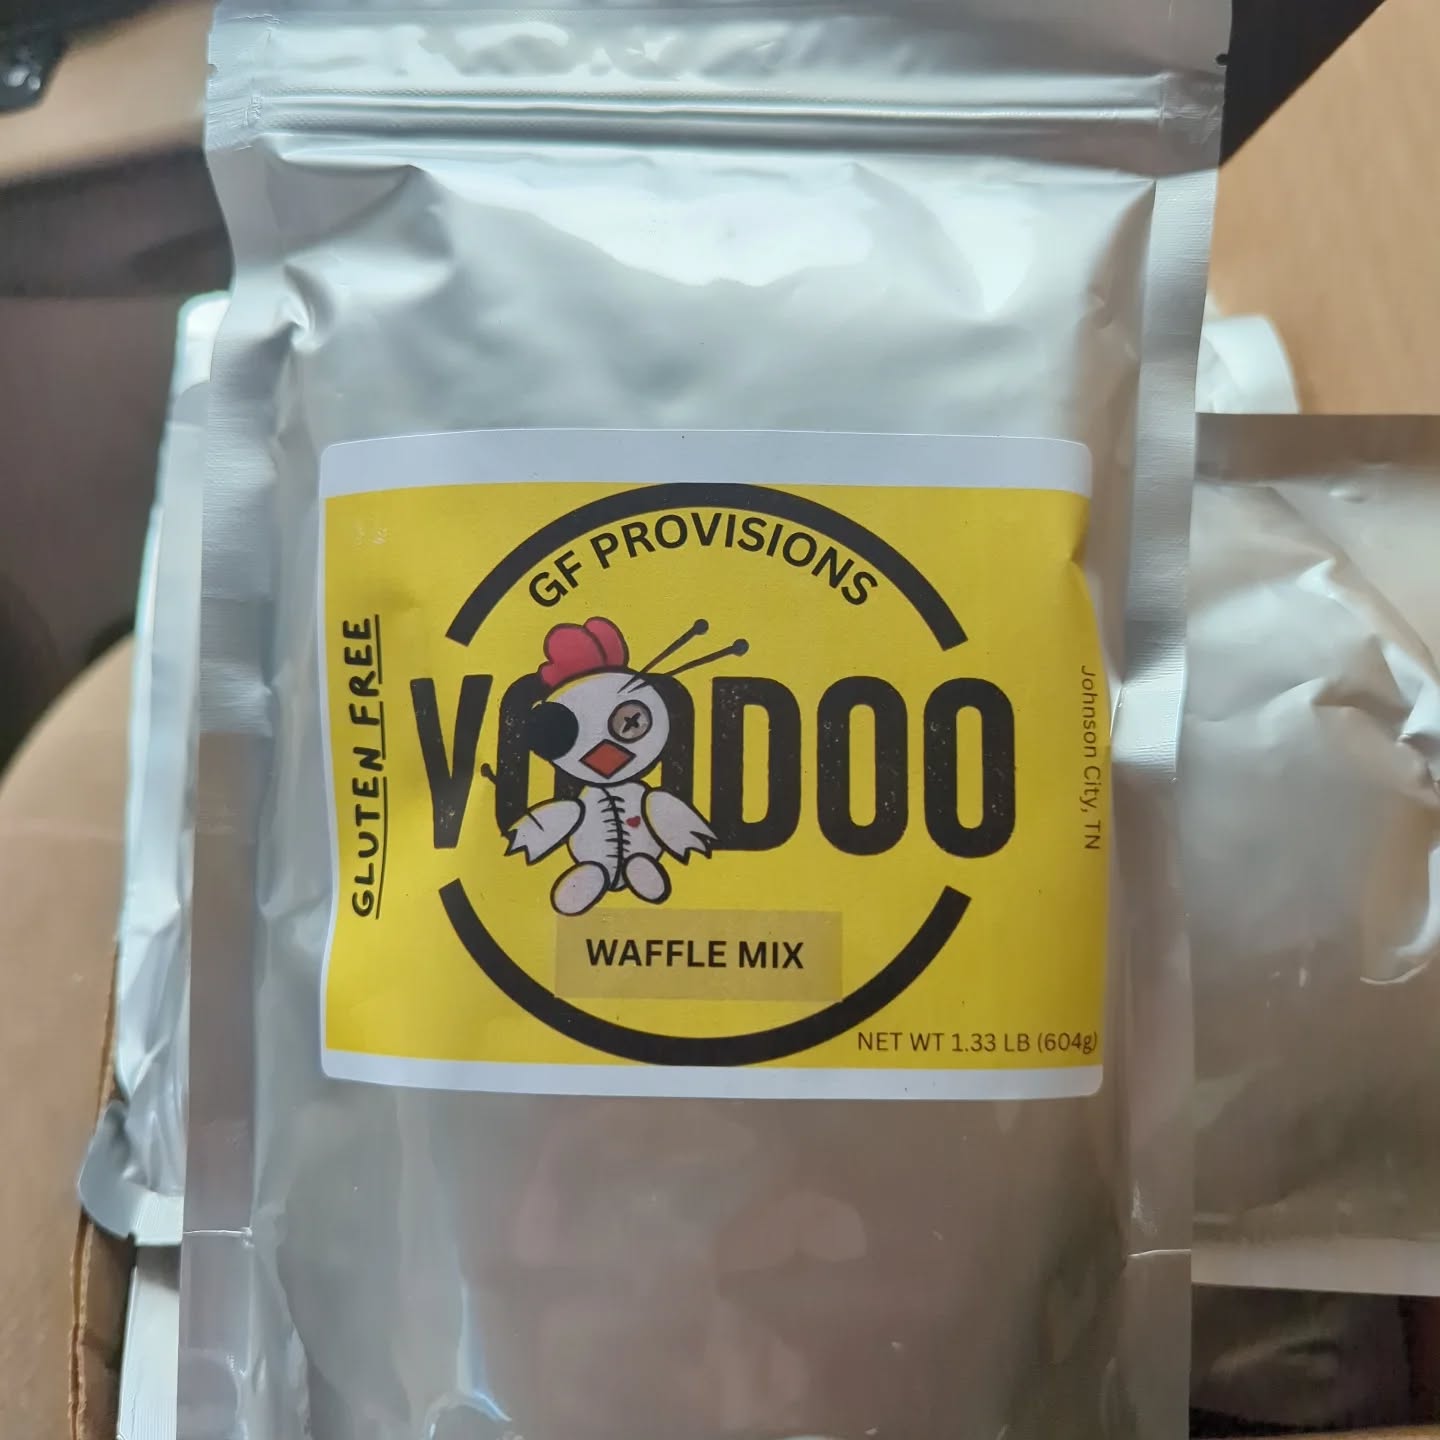 GF PROVISIONS
GLUTEN FREE
VOODOO
Johnson City, TN
WAFFLE MIX
NET WT 1.33 LB (604g)